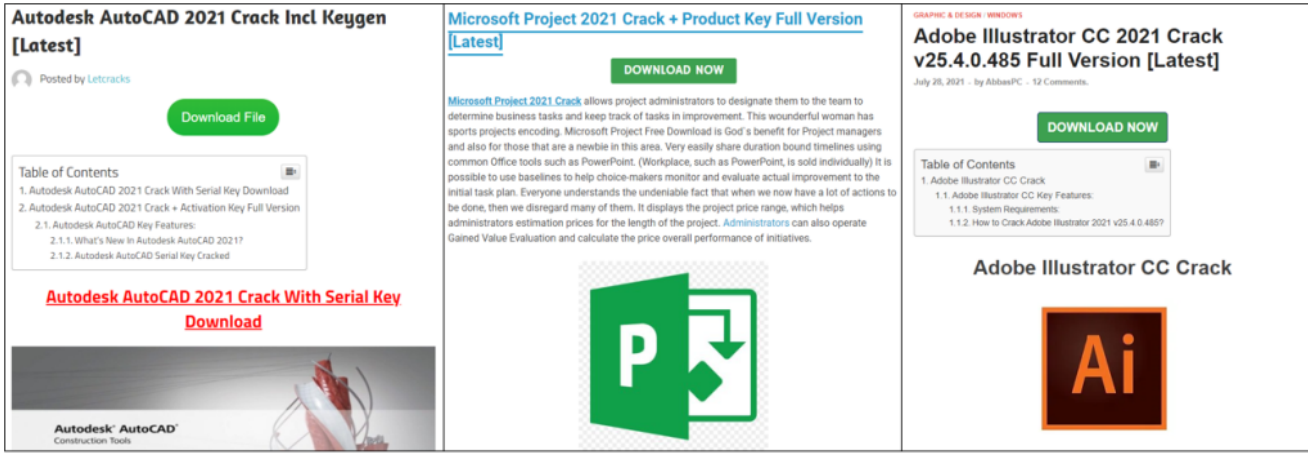 Autodesk AutoCAD 2021 Crack Incl Keygen
[Latest]
Posted by Letcracks
Download File
Table of Contents
1. Autodesk AutoCAD 2021 Crack With Serial Key Download
2. Autodesk AutoCAD 2021 Crack + Activation Key Full Version
2.1. Autodesk AutoCAD Key Features:
2.1.1. What's New In Autodesk AutoCAD 2021?
2.1.2. Autodesk AutoCAD Serial Key Cracked
Autodesk AutoCAD 2021 Crack With Serial Key
Download
Autodesk® AutoCAD®
Construction Tools
Microsoft Project 2021 Crack + Product Key Full Version
[Latest]
DOWNLOAD NOW
Microsoft Project 2021 Crack allows project administrators to designate them to the team to
determine business tasks and keep track of tasks in improvement. This wounderful woman has
sports projects encoding. Microsoft Project Free Download is God`s benefit for Project managers
and also for those that are a newbie in this area. Very easily share duration bound timelines using
common Office tools such as PowerPoint. (Workplace, such as PowerPoint, is sold individually) It is
possible to use baselines to help choice-makers monitor and evaluate actual improvement to the
initial task plan. Everyone understands the undeniable fact that when we now have a lot of actions to
be done, then we disregard many of them. It displays the project price range, which helps
administrators estimation prices for the length of the project. Administrators can also operate
Gained Value Evaluation and calculate the price overall performance of initiatives.
P
GRAPHIC & DESIGN / WINDOWS
Adobe Illustrator CC 2021 Crack
v25.4.0.485 Full Version [Latest]
July 28, 2021 - by AbbasPC - 12 Comments.
DOWNLOAD NOW
Table of Contents
1. Adobe Illustrator CC Crack
1.1. Adobe Illustrator CC Key Features:
1.1.1. System Requirements:
1.1.2. How to Crack Adobe Illustrator 2021 v25.4.0.485?
Adobe Illustrator CC Crack
Ai